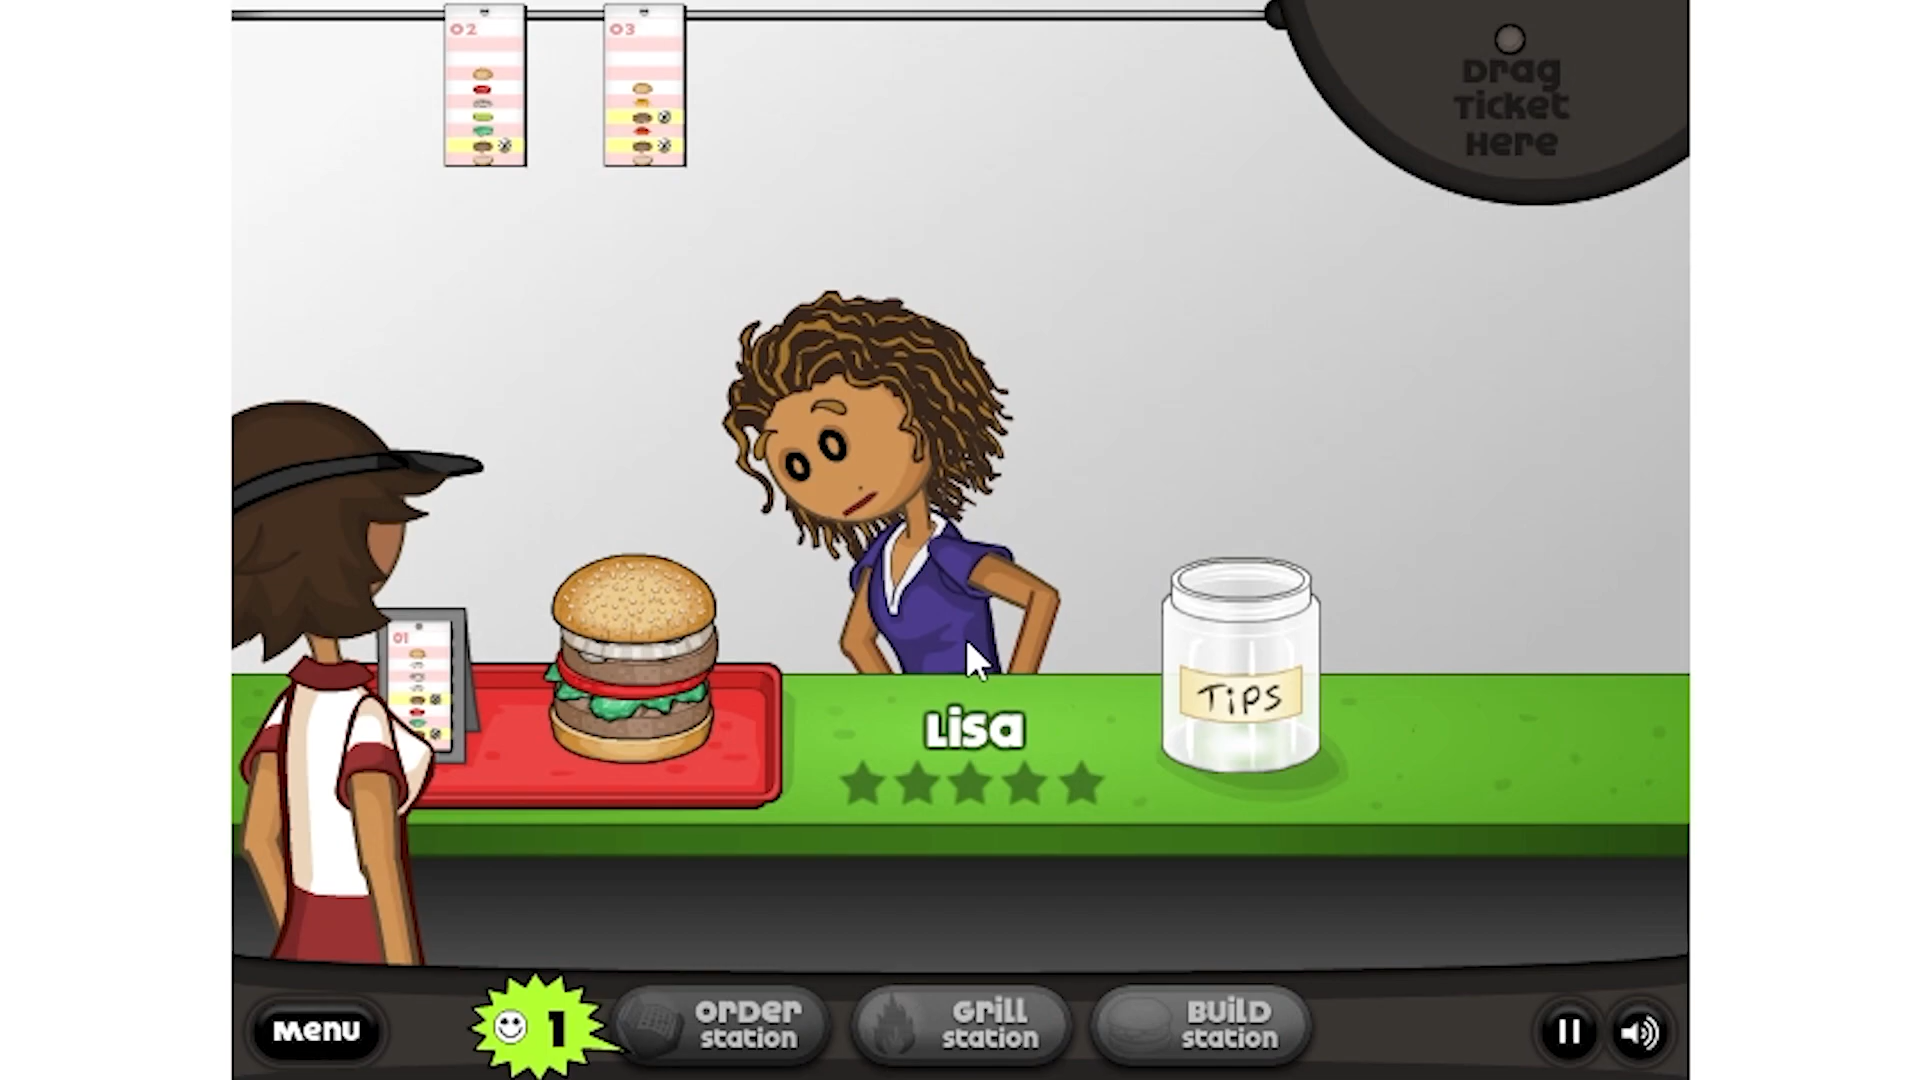 02
03
Drag
Ticket
Here
01
Tips
Lisa
1
Menu
Order
station
Grill
station
Build
station